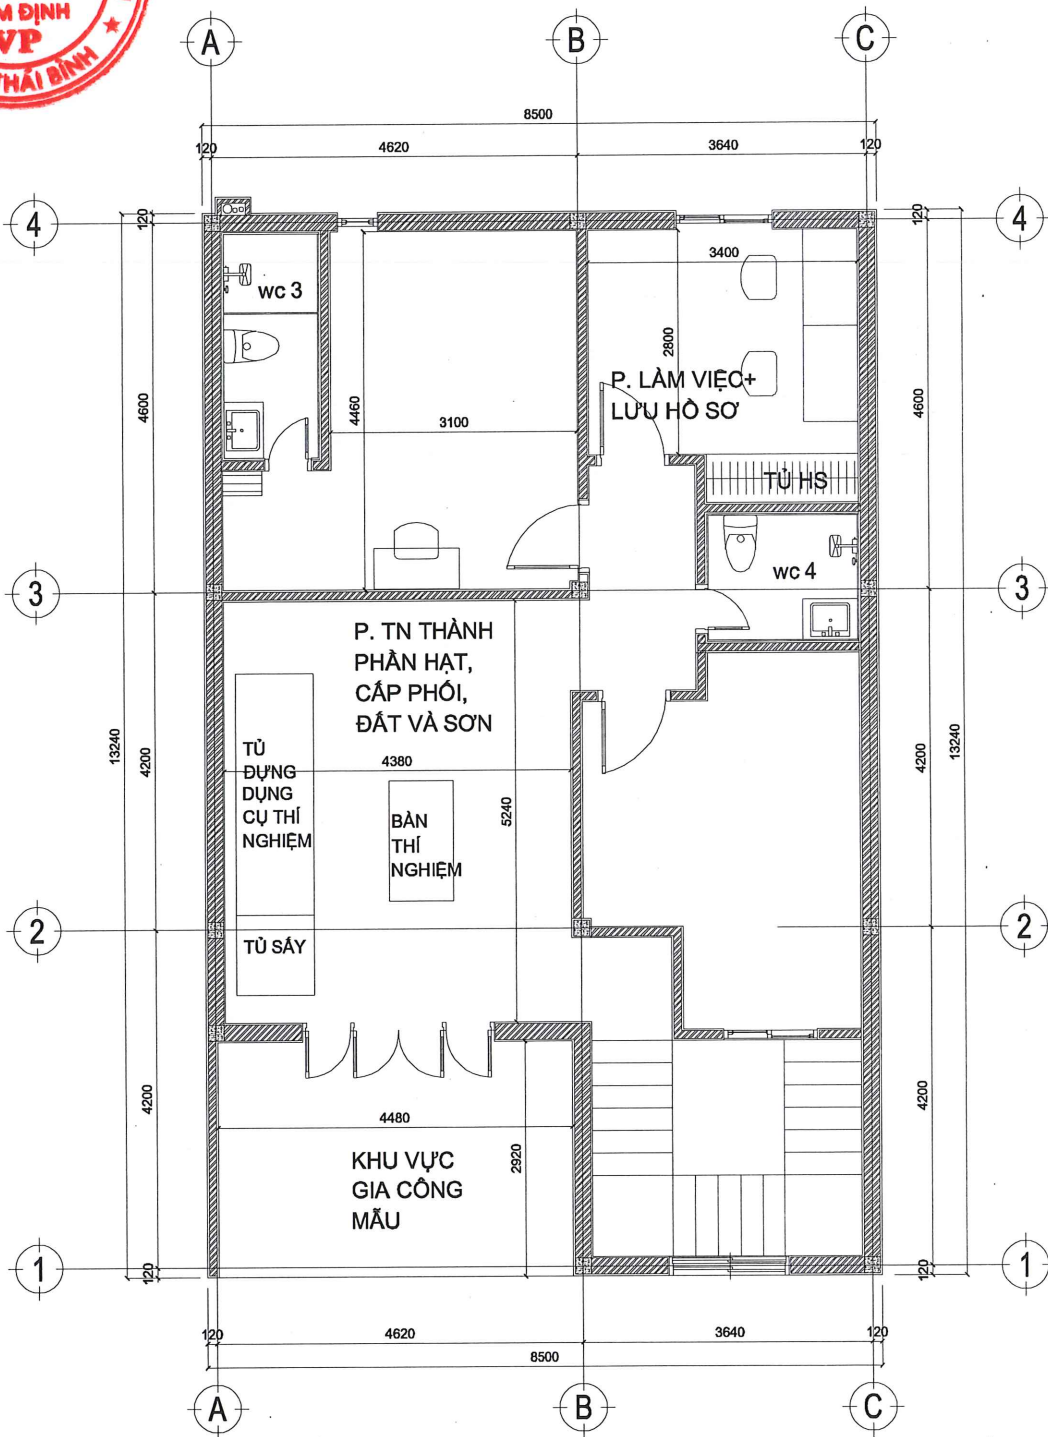 M ĐỊNH
VP
THÁI BÌNH
A
B
C
8500
120
4620
3640
120
4
120
120
4
wc 3
3400
2800
P. LÀM VIỆC+
LƯU HỒ SƠ
4600
4460
3100
4600
TỦ HS
wc 4
3
3
P. TN THÀNH
PHẦN HẠT,
CẤP PHỐI,
ĐẤT VÀ SƠN
13240
4200
TỦ
ĐỰNG
DỤNG
CỤ THÍ
NGHIỆM
4380
5240
BÀN
THÍ
NGHIỆM
4200
13240
2
TỦ SẤY
2
4200
4480
2920
4200
KHU VỰC
GIA CÔNG
MẪU
1
120
120
1
120
4620
3640
120
8500
A
B
C